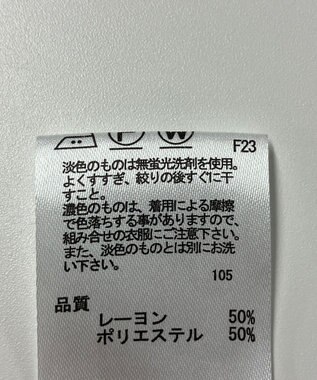 F W
F23
淡色のものは無蛍光洗剤を使用。
よくすすぎ、絞りの後すぐに干
すこと。
濃色のものは、着用による摩擦
で色落ちする事がありますので、
組み合せの衣服にご注意下さい。
また、淡色のものとは別にお洗
い下さい。
105
品質
レーヨン 50%
ポリエステル 50%